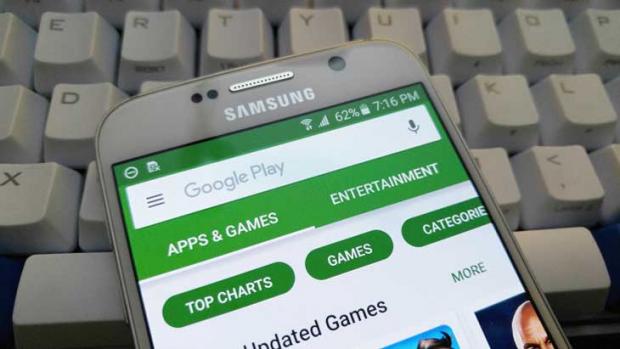 E R T Y U I O P
D
X
SAMSUNG
62% 7:16 PM
Google Play
APPS & GAMES ENTERTAINMENT
TOP CHARTS GAMES CATEGORIE
Updated Games MORE